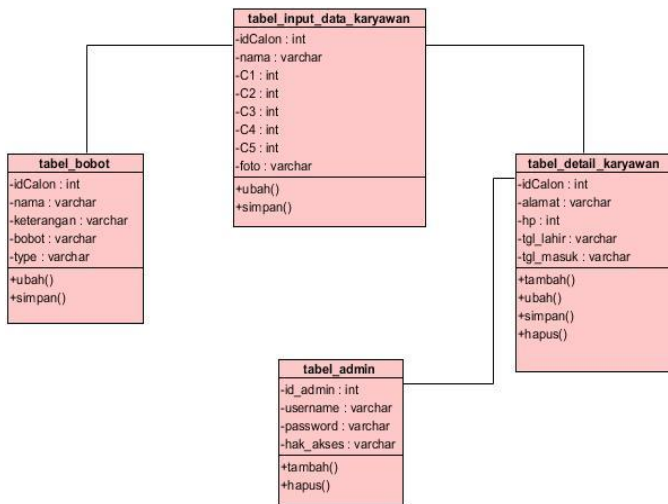 tabel_input_data_karyawan
-idCalon : int
-nama : varchar
-C1 : int
-C2 : int
-C3 : int
-C4 : int
-C5 : int
-foto : varchar
+ubah()
+simpan()
tabel_bobot
-idCalon : int
-nama : varchar
-keterangan : varchar
-bobot : varchar
-type : varchar
+ubah()
+simpan()
tabel_detail_karyawan
-idCalon : int
-alamat : varchar
-hp : int
-tgl_lahir : varchar
-tgl_masuk : varchar
+tambah()
+ubah()
+simpan()
+hapus()
tabel_admin
-id_admin : int
-username : varchar
-password : varchar
-hak_akses : varchar
+tambah()
+hapus()